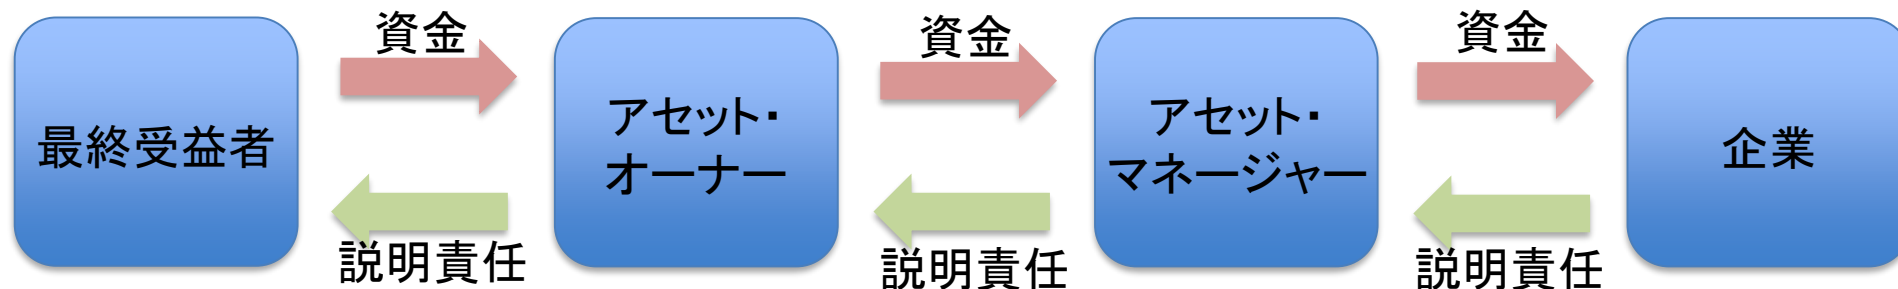 資金
資金
資金
最終受益者
アセット・
オーナー
アセット・
マネージャー
企業
説明責任
説明責任
説明責任